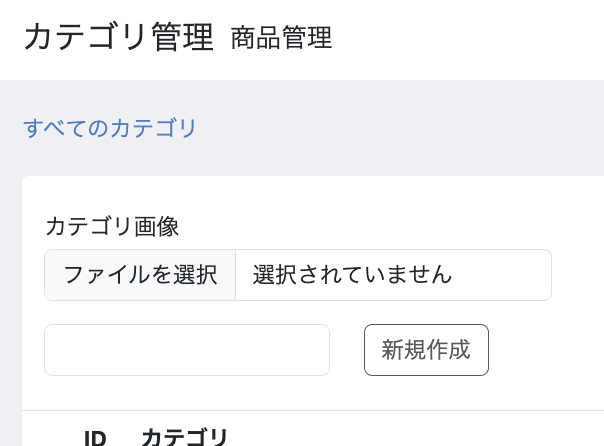 カテゴリ管理 商品管理
すべてのカテゴリ
カテゴリ画像
ファイルを選択 選択されていません
新規作成
ID カテゴリ